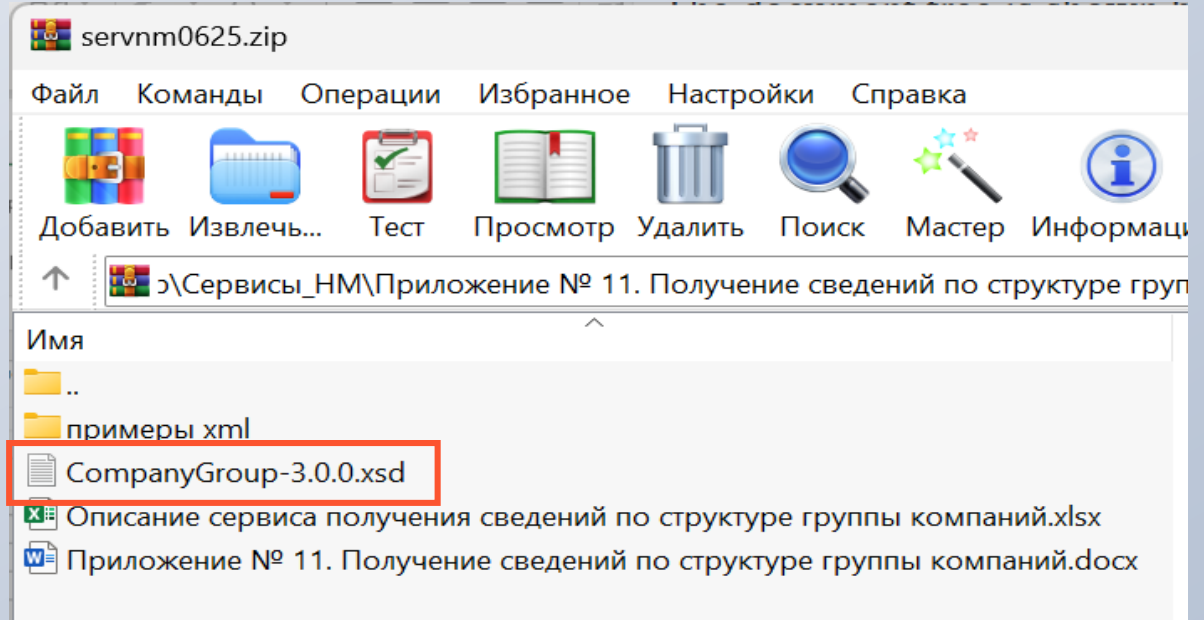 servnm0625.zip
Файл Команды Операции Избранное Настройки Справка
Добавить Извлечь... Тест Просмотр Удалить Поиск Мастер Информаци
\Сервисы_НМ\Приложение № 11. Получение сведений по структуре груп
Имя
..
примеры xml
CompanyGroup-3.0.0.xsd
Описание сервиса получения сведений по структуре группы компаний.xlsx
Приложение № 11. Получение сведений по структуре группы компаний.docx